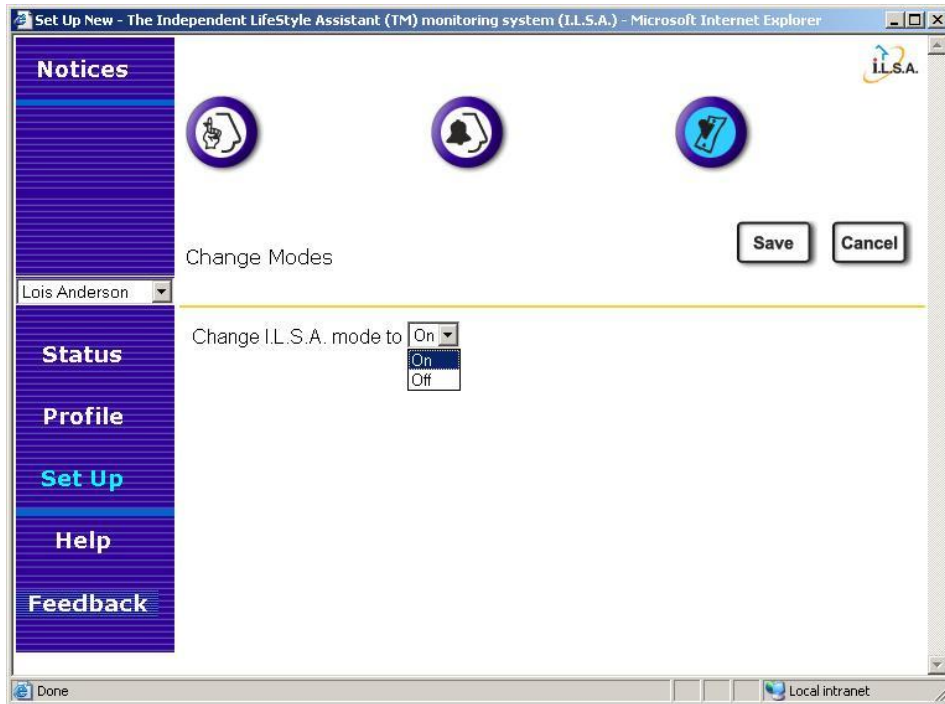 Set Up New - The Independent LifeStyle Assistant (TM) monitoring system (I.L.S.A.) - Microsoft Internet Explorer
Notices
I.L.S.A.
Change Modes
Save
Cancel
Lois Anderson
Change I.L.S.A. mode to On
On
Off
Status
Profile
Set Up
Help
Feedback
Done
Local intranet